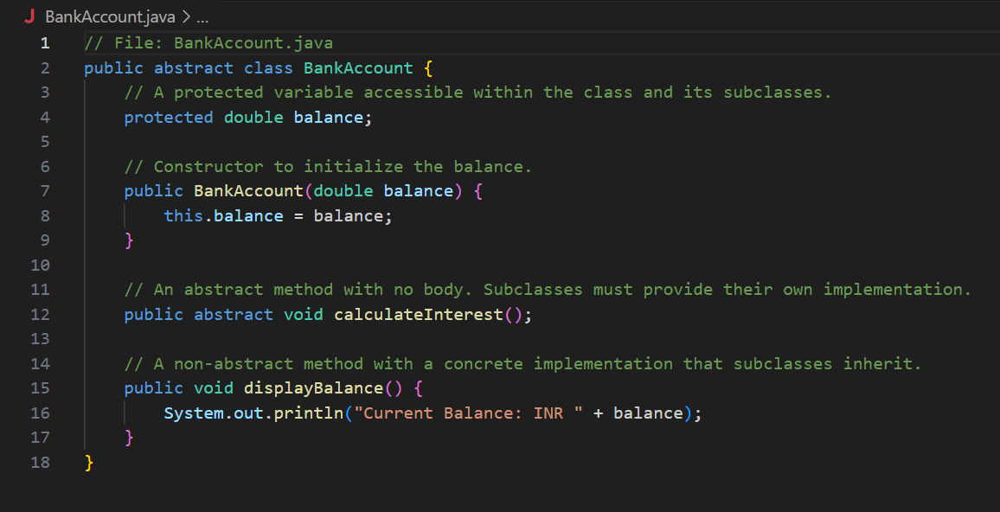 BankAccount.java > ...
1 // File: BankAccount.java
2 public abstract class BankAccount {
3 // A protected variable accessible within the class and its subclasses.
4 protected double balance;
5
6 // Constructor to initialize the balance.
7 public BankAccount(double balance) {
8 this.balance = balance;
9 }
10
11 // An abstract method with no body. Subclasses must provide their own implementation.
12 public abstract void calculateInterest();
13
14 // A non-abstract method with a concrete implementation that subclasses inherit.
15 public void displayBalance() {
16 System.out.println("Current Balance: INR " + balance);
17 }
18 }